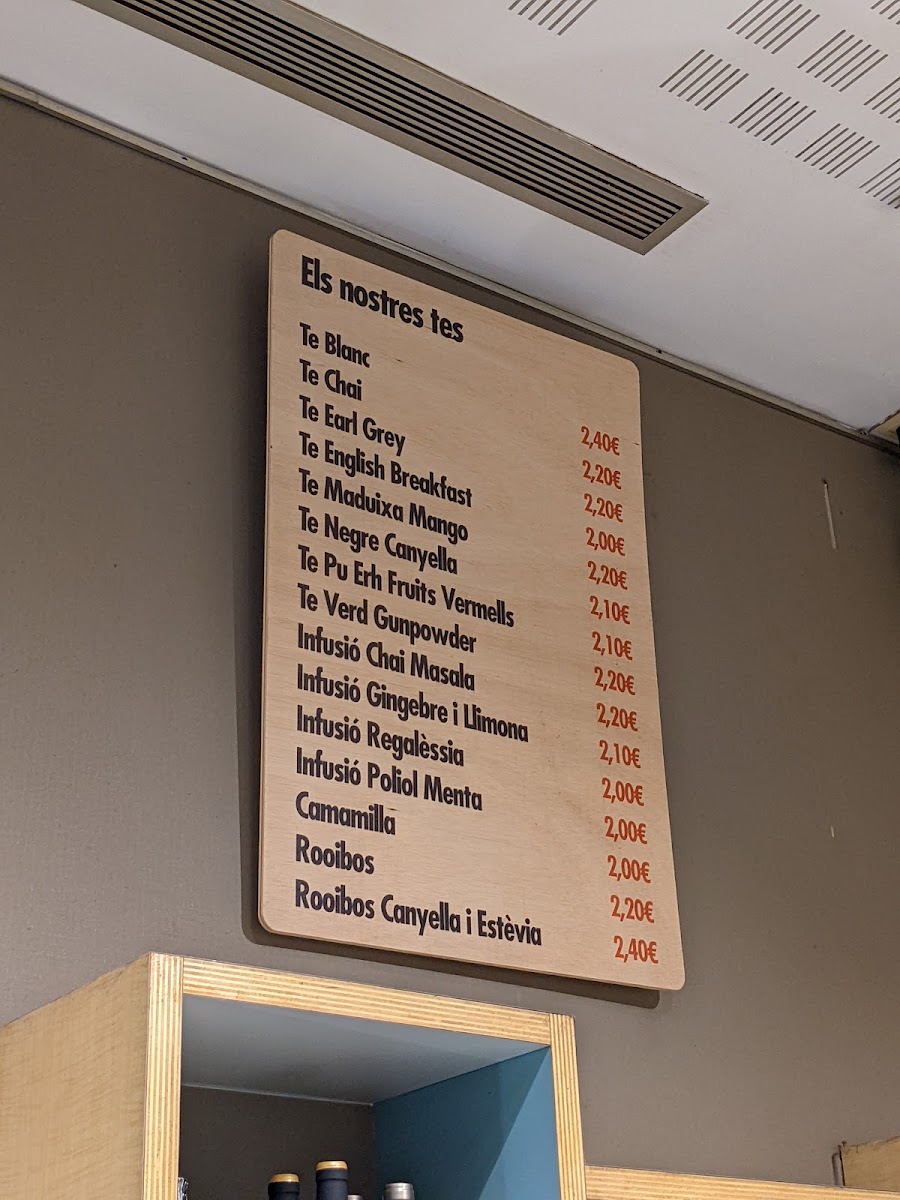 Els nostres tes
Te Blanc 2,40€
Te Chai 2,20€
Te Earl Grey 2,20€
Te English Breakfast 2,00€
Te Maduixa Mango 2,20€
Te Negre Canyella 2,10€
Te Pu Erh Fruits Vermells 2,10€
Te Verd Gunpowder 2,20€
Infusió Chai Masala 2,20€
Infusió Gingebre i Llimona 2,10€
Infusió Regalèssia 2,00€
Infusió Poliol Menta 2,00€
Camamilla 2,00€
Rooibos 2,20€
Rooibos Canyella i Estèvia 2,40€